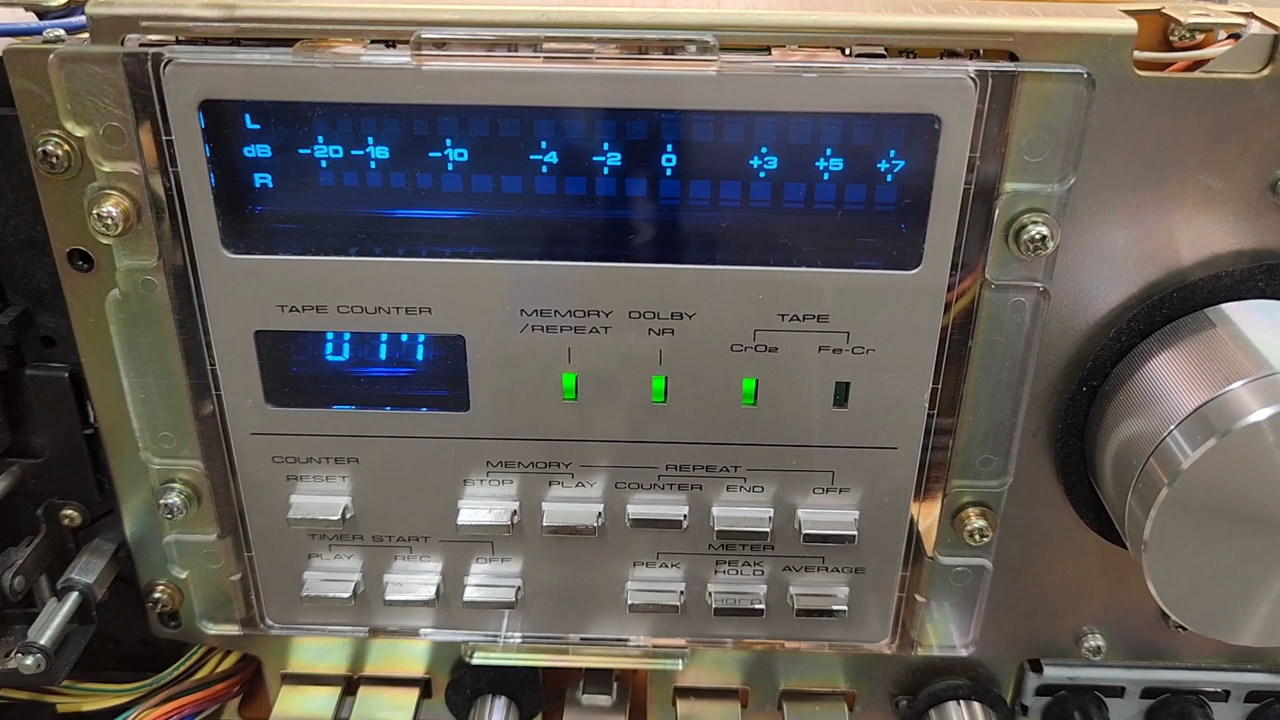 L
dB -20 -16 -10 -4 -2 0 +3 +5 +7
R
TAPE COUNTER
MEMORY /REPEAT
DOLBY NR
TAPE
CrO2 Fe-Cr
017
COUNTER RESET
MEMORY REPEAT
STOP PLAY COUNTER END OFF
TIMER START
PLAY REC OFF
METER
PEAK PEAK HOLD AVERAGE